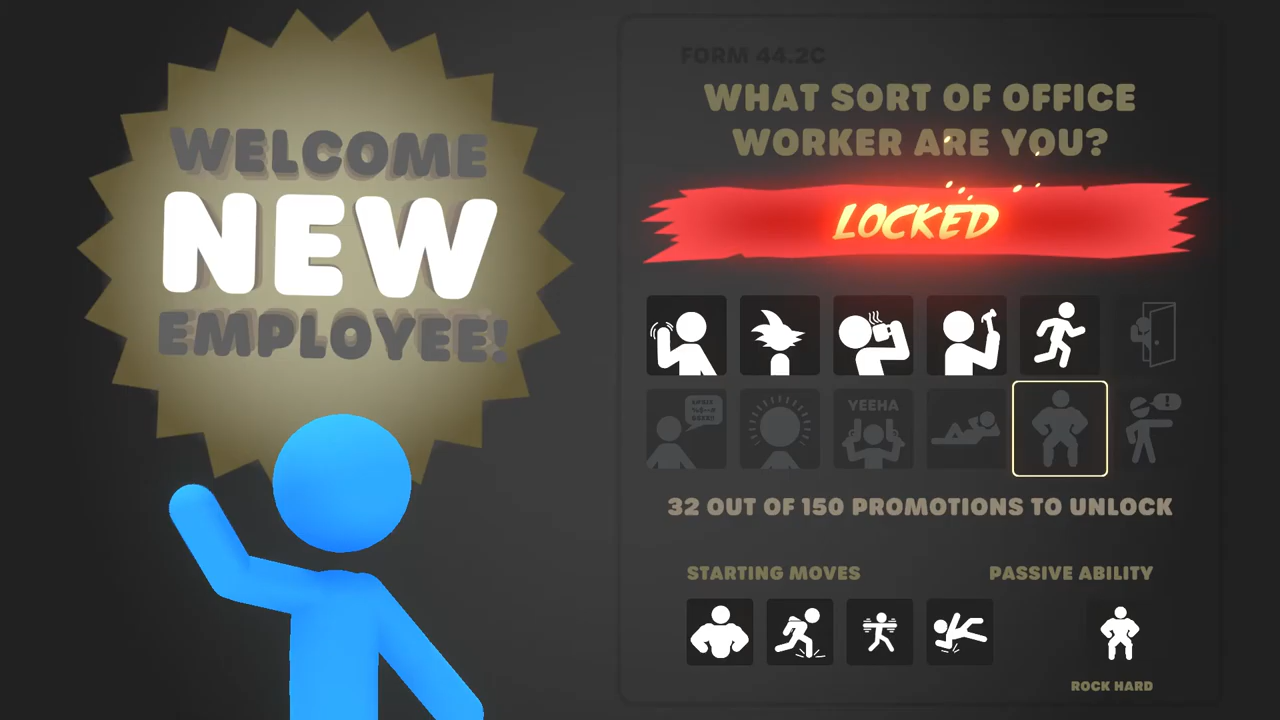 WELCOME
NEW
EMPLOYEE!
FORM 44.2C
WHAT SORT OF OFFICE
WORKER ARE YOU?
LOCKED
YEEHA
!
32 OUT OF 150 PROMOTIONS TO UNLOCK
STARTING MOVES
PASSIVE ABILITY
ROCK HARD